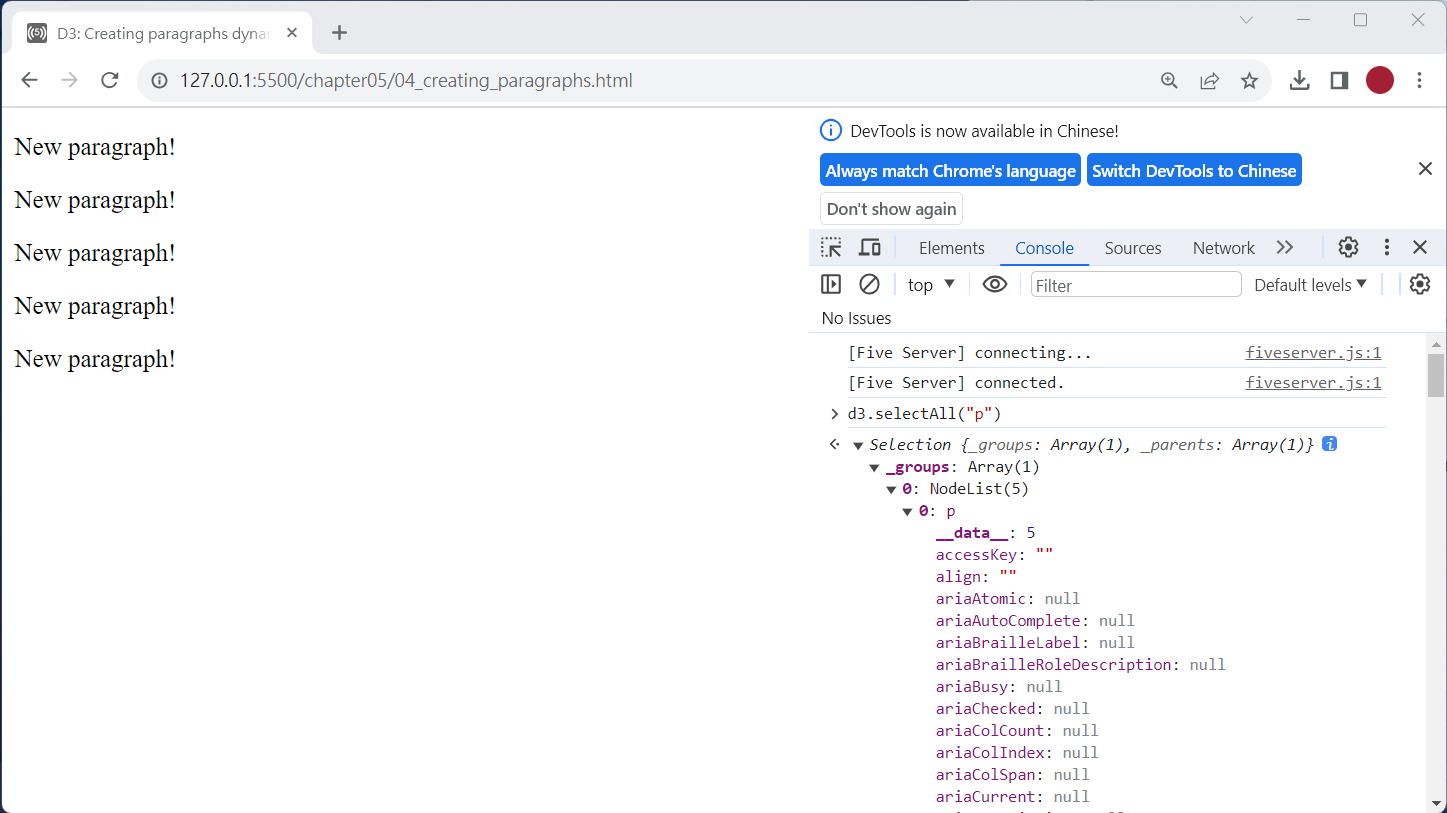 D3: Creating paragraphs dynar
127.0.0.1:5500/chapter05/04_creating_paragraphs.html
New paragraph!
New paragraph!
New paragraph!
New paragraph!
New paragraph!
DevTools is now available in Chinese!
Always match Chrome's language Switch DevTools to Chinese
Don't show again
Elements Console Sources Network
top Filter Default levels
No Issues
[Five Server] connecting... fiveserver.js:1
[Five Server] connected. fiveserver.js:1
d3.selectAll("p")
Selection {_groups: Array(1), _parents: Array(1)}
_groups: Array(1)
0: NodeList(5)
0: p
__data__: 5
accessKey: ""
align: ""
ariaAtomic: null
ariaAutoComplete: null
ariaBrailleLabel: null
ariaBrailleRoleDescription: null
ariaBusy: null
ariaChecked: null
ariaColCount: null
ariaColIndex: null
ariaColSpan: null
ariaCurrent: null